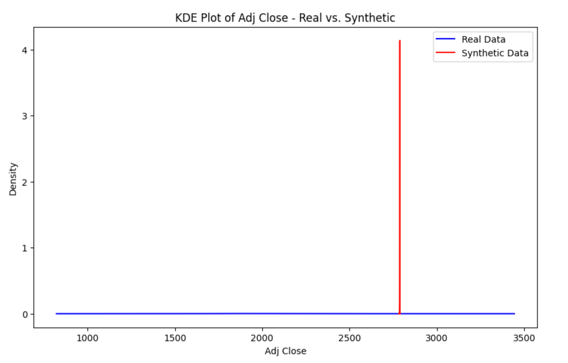 KDE Plot of Adj Close - Real vs. Synthetic
Real Data
Synthetic Data
4
3
2
1
0
Density
1000 1500 2000 2500 3000 3500
Adj Close